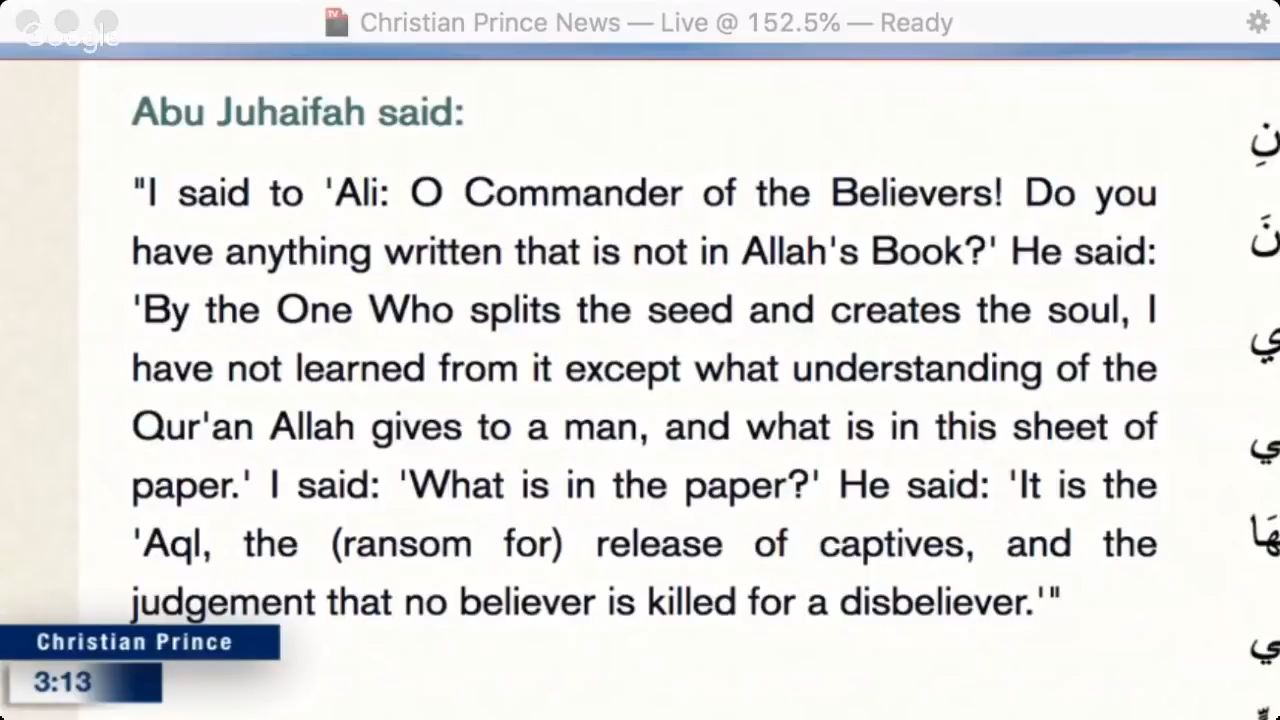 Google
Christian Prince News — Live @ 152.5% — Ready
Abu Juhaifah said:
"I said to 'Ali: O Commander of the Believers! Do you
have anything written that is not in Allah's Book?' He said:
'By the One Who splits the seed and creates the soul, I
have not learned from it except what understanding of the
Qur'an Allah gives to a man, and what is in this sheet of
paper.' I said: 'What is in the paper?' He said: 'It is the
'Aql, the (ransom for) release of captives, and the
judgement that no believer is killed for a disbeliever.'"
Christian Prince
3:13